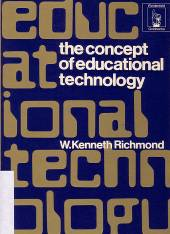 educ
at
ional
techn
ology
the concept
of educational
technology
W. Kenneth Richmond